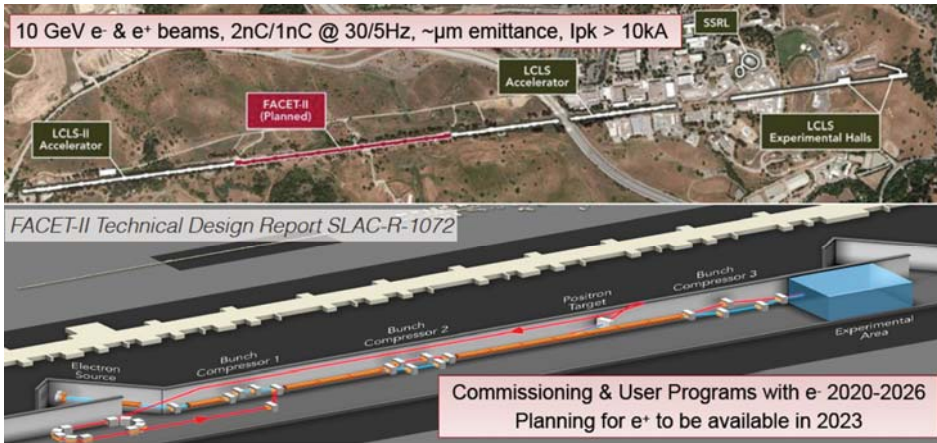 10 GeV e- & e+ beams, 2nC/1nC @ 30/5Hz, ~μm emittance, Ipk > 10kA
SSRL
LCLS
Accelerator
FACET-II
(Planned)
LCLS-II
Accelerator
LCLS
Experimental Halls
FACET-II Technical Design Report SLAC-R-1072
Bunch
Compressor 3
Positron
Target
Bunch
Compressor 2
Experimental
Area
Bunch
Compressor 1
Electron
Source
Commissioning & User Programs with e- 2020-2026
Planning for e+ to be available in 2023